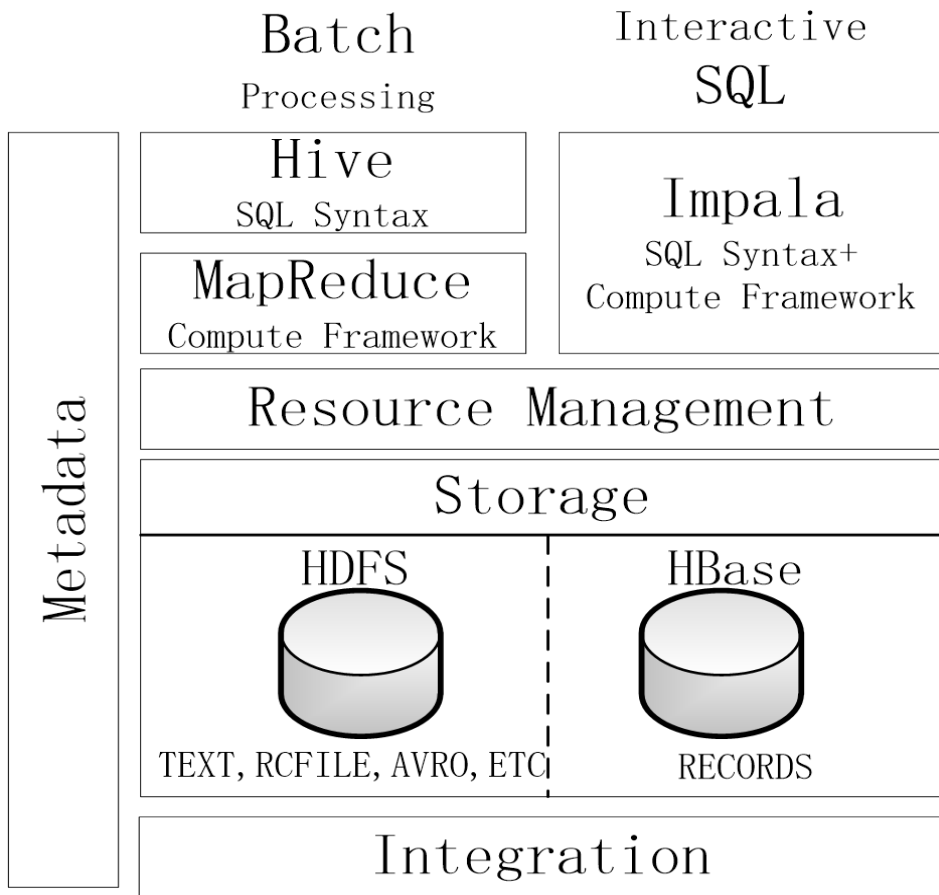 Batch
Processing
Interactive
SQL
Metadata
Hive
SQL Syntax
MapReduce
Compute Framework
Impala
SQL Syntax+
Compute Framework
Resource Management
Storage
HDFS
TEXT, RCFILE, AVRO, ETC
HBase
RECORDS
Integration